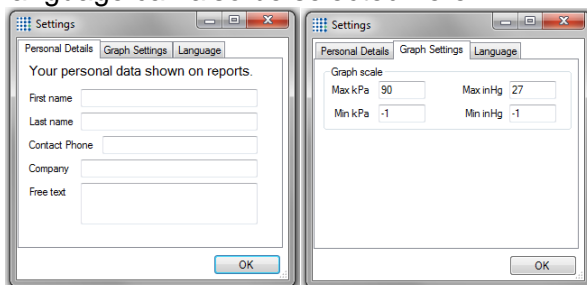 Settings
Personal Details Graph Settings Language
Your personal data shown on reports.
First name
Last name
Contact Phone
Company
Free text
OK
Settings
Personal Details Graph Settings Language
Graph scale
Max kPa 90 Max inHg 27
Min kPa -1 Min inHg -1
OK